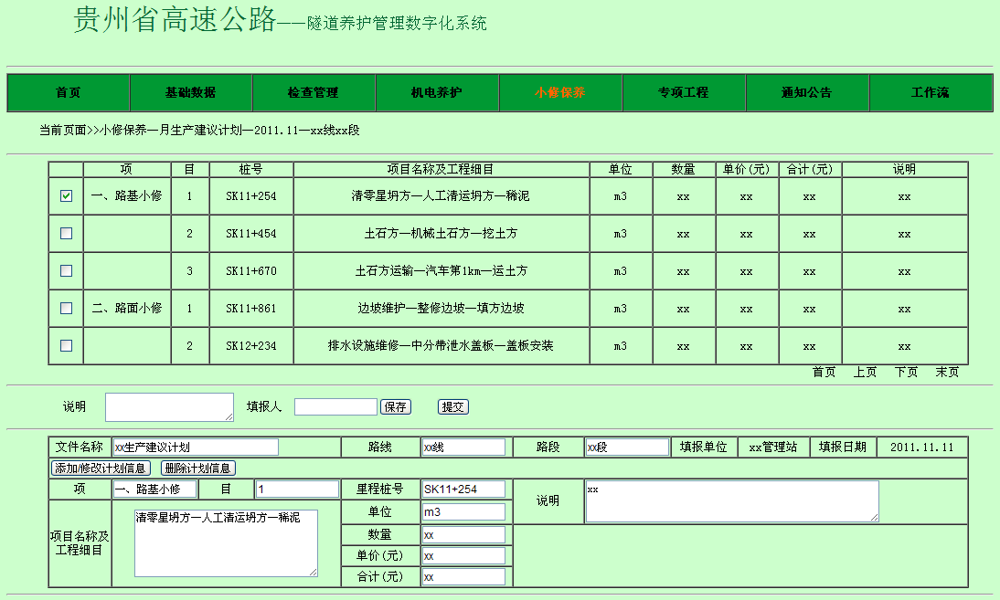 贵州省高速公路——隧道养护管理数字化系统
首页 基础数据 检查管理 机电养护 小修保养 专项工程 通知公告 工作流
当前页面>>小修保养—月生产建议计划—2011.11—xx线xx段
项 目 桩号 项目名称及工程细目 单位 数量 单价(元) 合计(元) 说明
一、路基小修 1 SK11+254 清零星坍方—人工清运坍方—稀泥 m3 xx xx xx xx
2 SK11+454 土石方—机械土石方—挖土方 m3 xx xx xx xx
3 SK11+670 土石方运输—汽车第1km—运土方 m3 xx xx xx xx
二、路面小修 1 SK11+861 边坡维护—整修边坡—填方边坡 m3 xx xx xx xx
2 SK12+234 排水设施维修—中分带泄水盖板—盖板安装 m3 xx xx xx xx
首页 上页 下页 末页
说明 填报人 保存 提交
文件名称 xx生产建议计划 路线 xx线 路段 xx段 填报单位 xx管理站 填报日期 2011.11.11
添加/修改计划信息 删除计划信息
项 一、路基小修 目 1 里程桩号 SK11+254 说明 xx
项目名称及工程细目 清零星坍方—人工清运坍方—稀泥 单位 m3
数量 xx
单价(元) xx
合计(元) xx